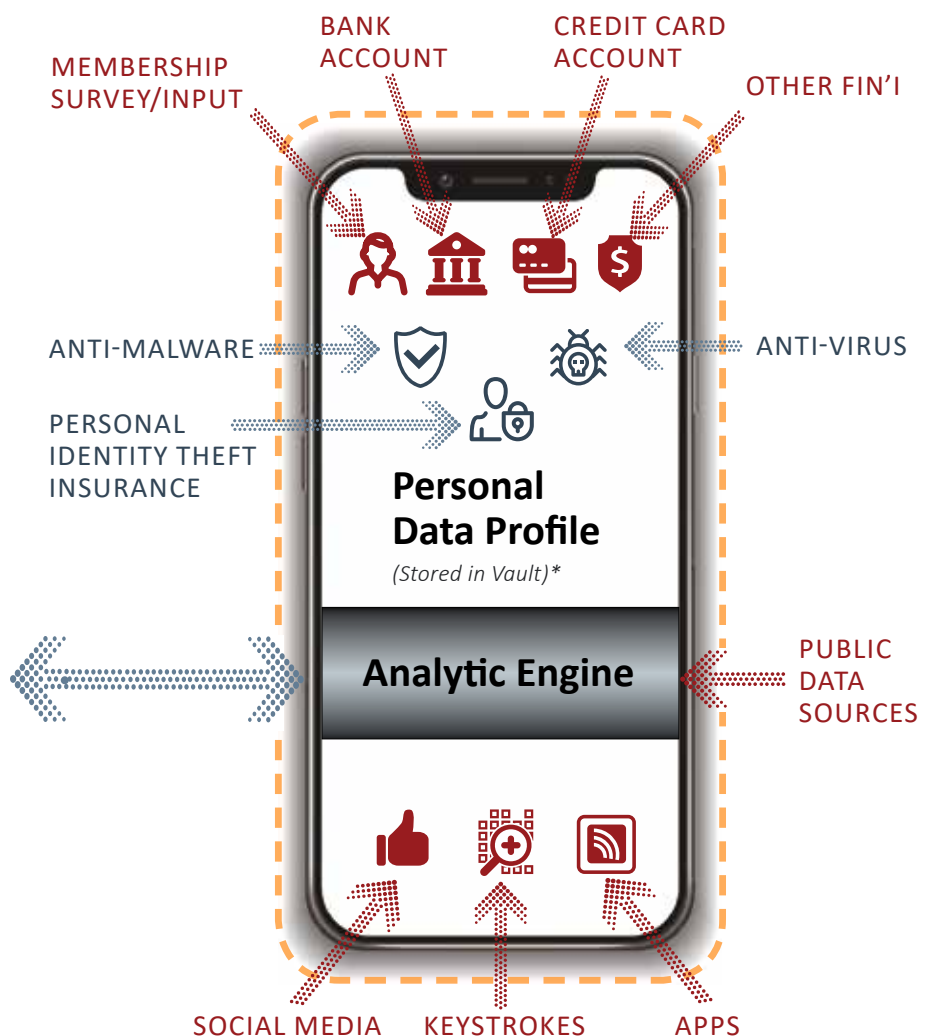 BANK
ACCOUNT
CREDIT CARD
ACCOUNT
MEMBERSHIP
SURVEY/INPUT
OTHER FIN'I
$
ANTI-MALWARE
ANTI-VIRUS
PERSONAL
IDENTITY THEFT
INSURANCE
Personal
Data Profile
(Stored in Vault)*
Analytic Engine
PUBLIC
DATA
SOURCES
SOCIAL MEDIA
KEYSTROKES
APPS